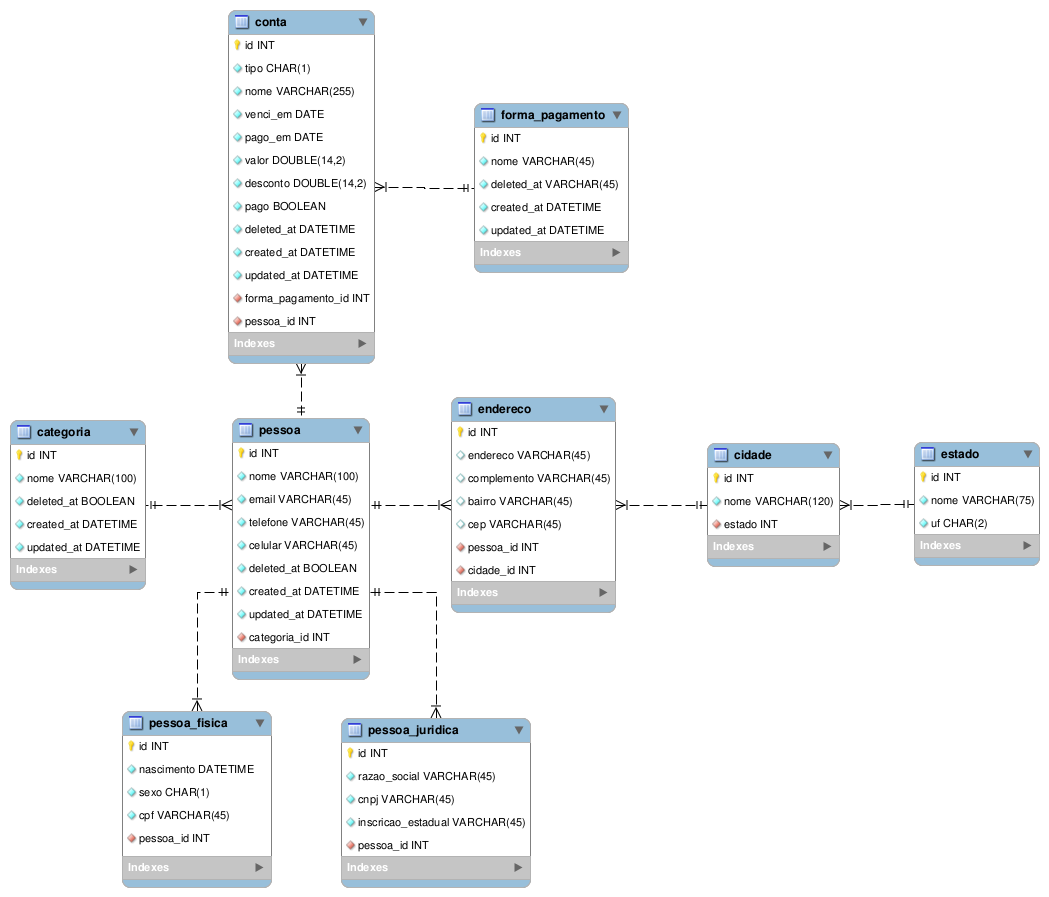 conta
id INT
tipo CHAR(1)
nome VARCHAR(255)
venci_em DATE
pago_em DATE
valor DOUBLE(14,2)
desconto DOUBLE(14,2)
pago BOOLEAN
deleted_at DATETIME
created_at DATETIME
updated_at DATETIME
forma_pagamento_id INT
pessoa_id INT
Indexes
forma_pagamento
id INT
nome VARCHAR(45)
deleted_at VARCHAR(45)
created_at DATETIME
updated_at DATETIME
Indexes
categoria
id INT
nome VARCHAR(100)
deleted_at BOOLEAN
created_at DATETIME
updated_at DATETIME
Indexes
pessoa
id INT
nome VARCHAR(100)
email VARCHAR(45)
telefone VARCHAR(45)
celular VARCHAR(45)
deleted_at BOOLEAN
created_at DATETIME
updated_at DATETIME
categoria_id INT
Indexes
endereco
id INT
endereco VARCHAR(45)
complemento VARCHAR(45)
bairro VARCHAR(45)
cep VARCHAR(45)
pessoa_id INT
cidade_id INT
Indexes
cidade
id INT
nome VARCHAR(120)
estado INT
Indexes
estado
id INT
nome VARCHAR(75)
uf CHAR(2)
Indexes
pessoa_fisica
id INT
nascimento DATETIME
sexo CHAR(1)
cpf VARCHAR(45)
pessoa_id INT
Indexes
pessoa_juridica
id INT
razao_social VARCHAR(45)
cnpj VARCHAR(45)
inscricao_estadual VARCHAR(45)
pessoa_id INT
Indexes